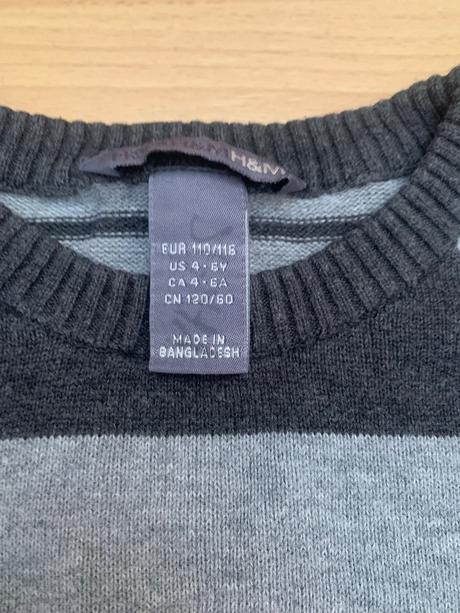 H&M H&M
EUR 110/116
US 4-6Y
CA 4-6A
CN 120/60
MADE IN
BANGLADESH